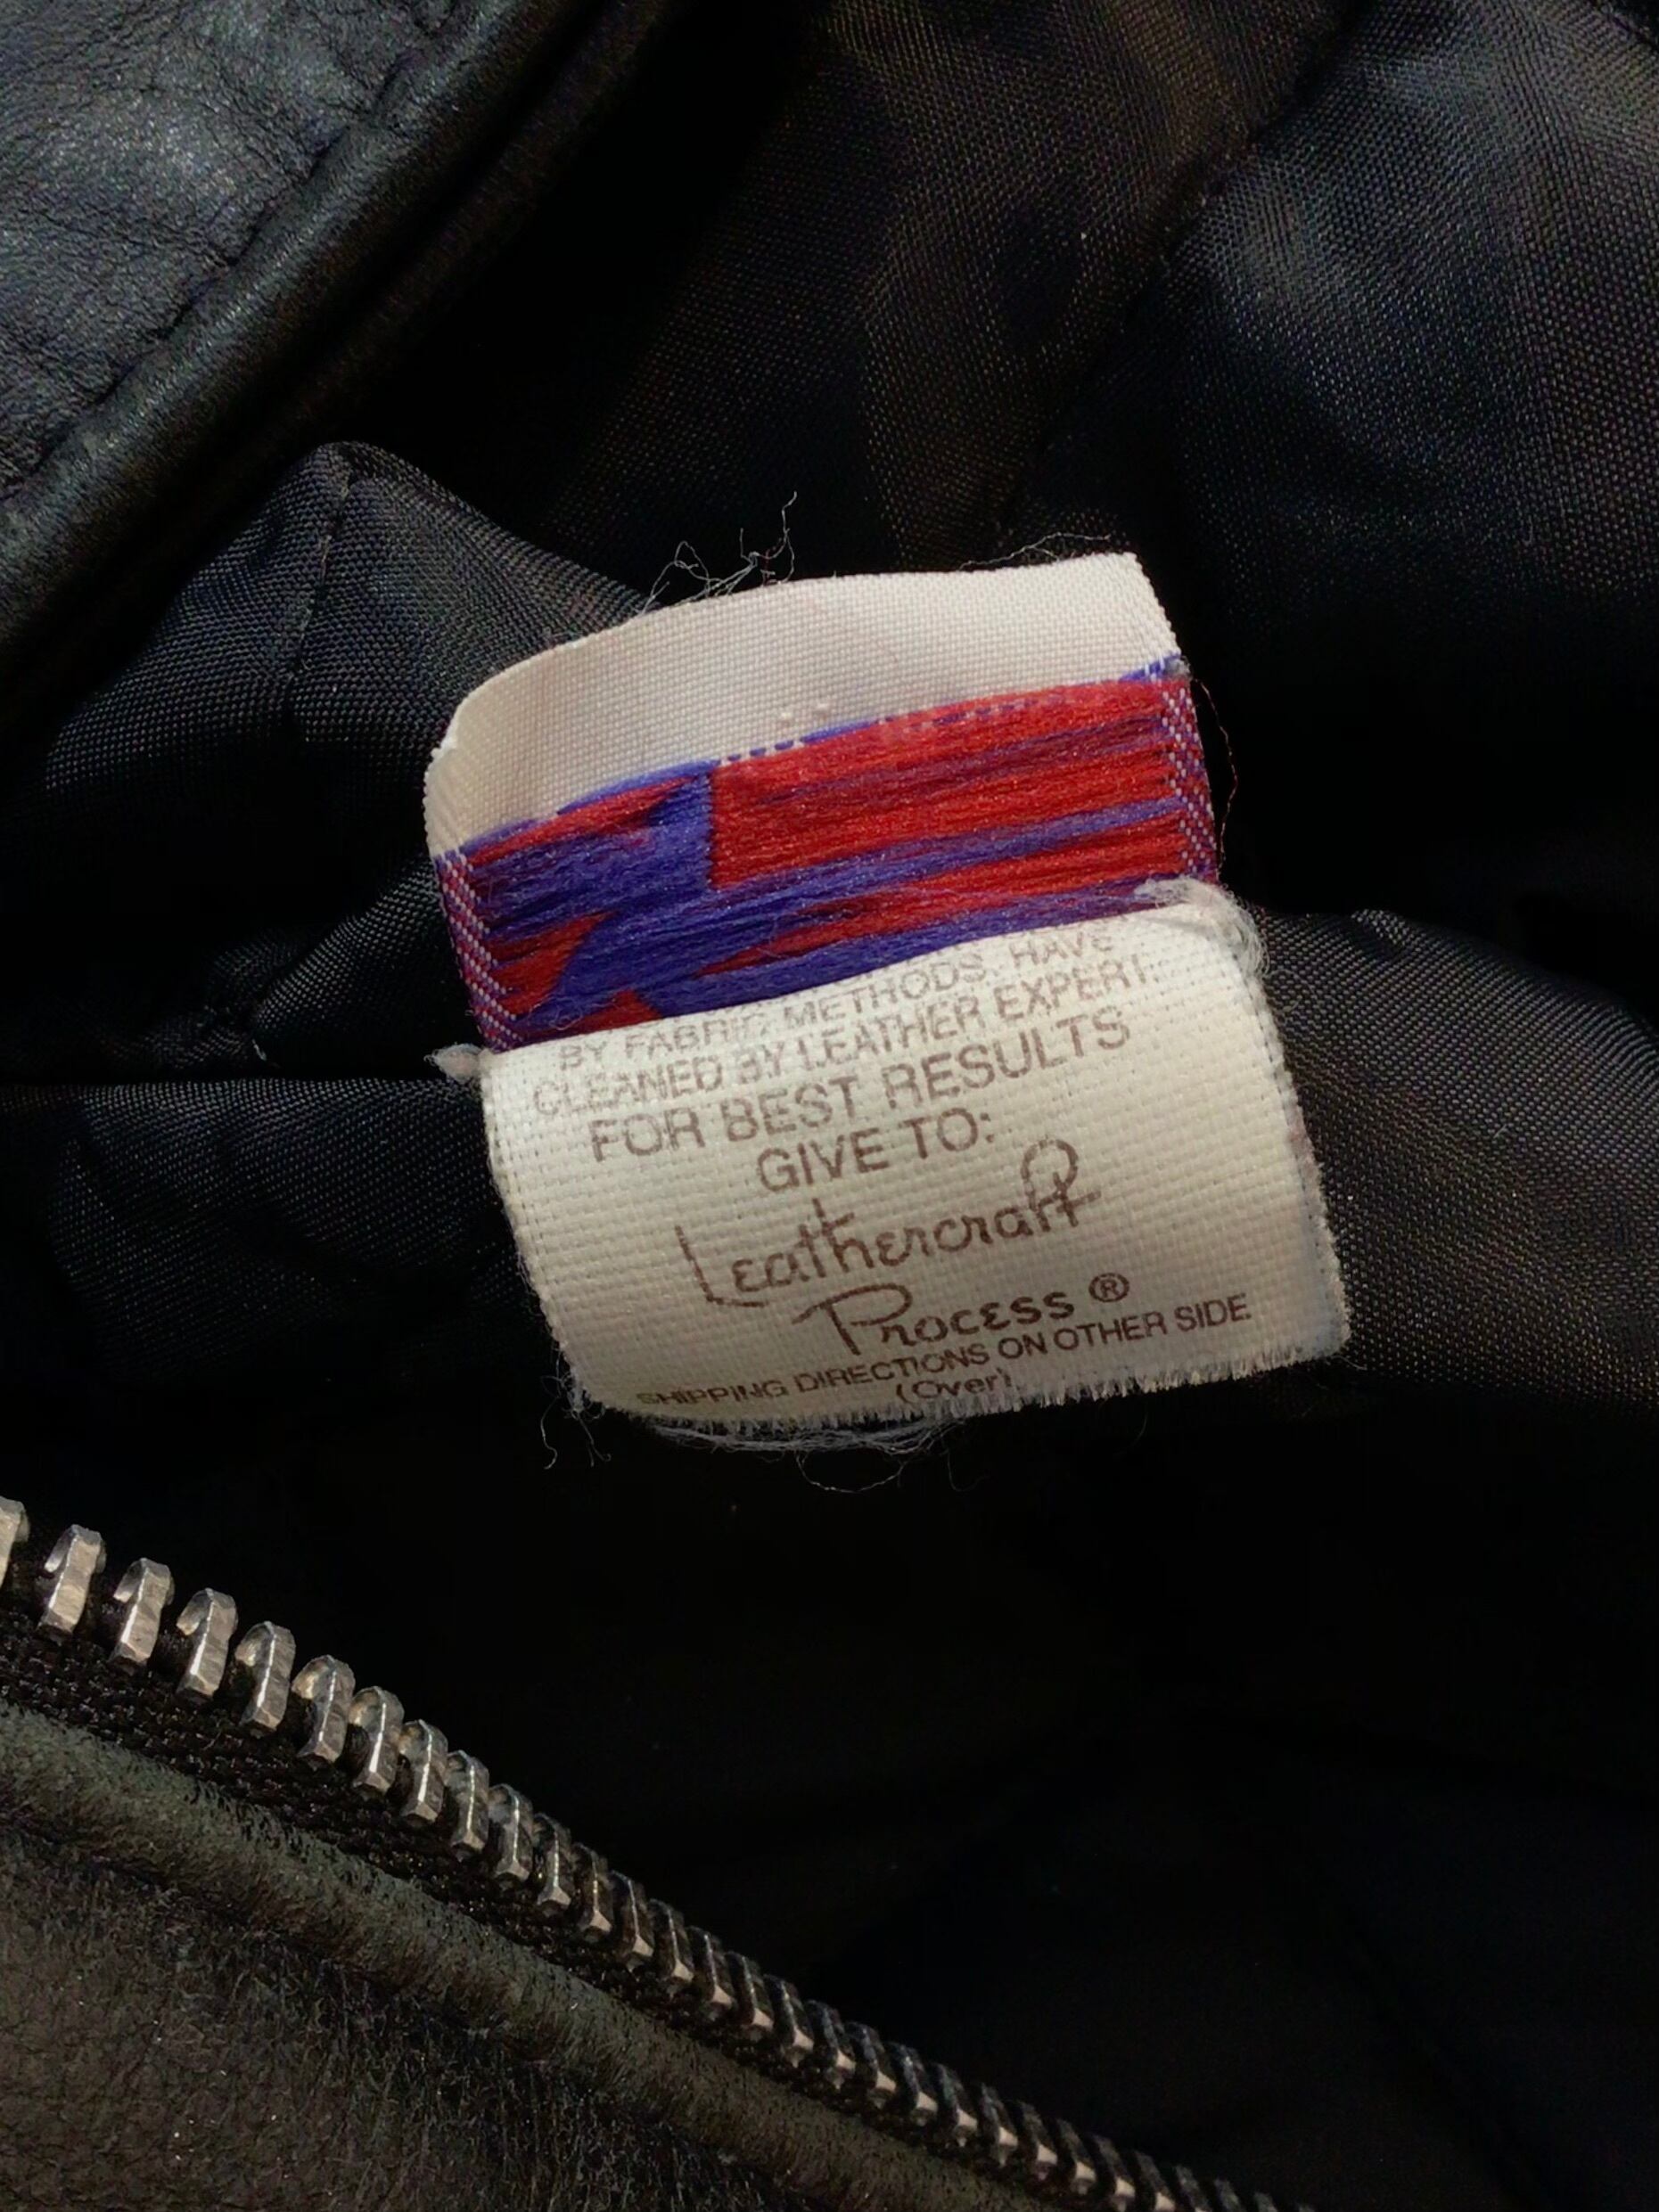 BY FABRIC METHODS. HAVE
CLEANED BY LEATHER EXPERT.
FOR BEST RESULTS
GIVE TO:
Leathercraft
Process ®
SHIPPING DIRECTIONS ON OTHER SIDE
(Over)